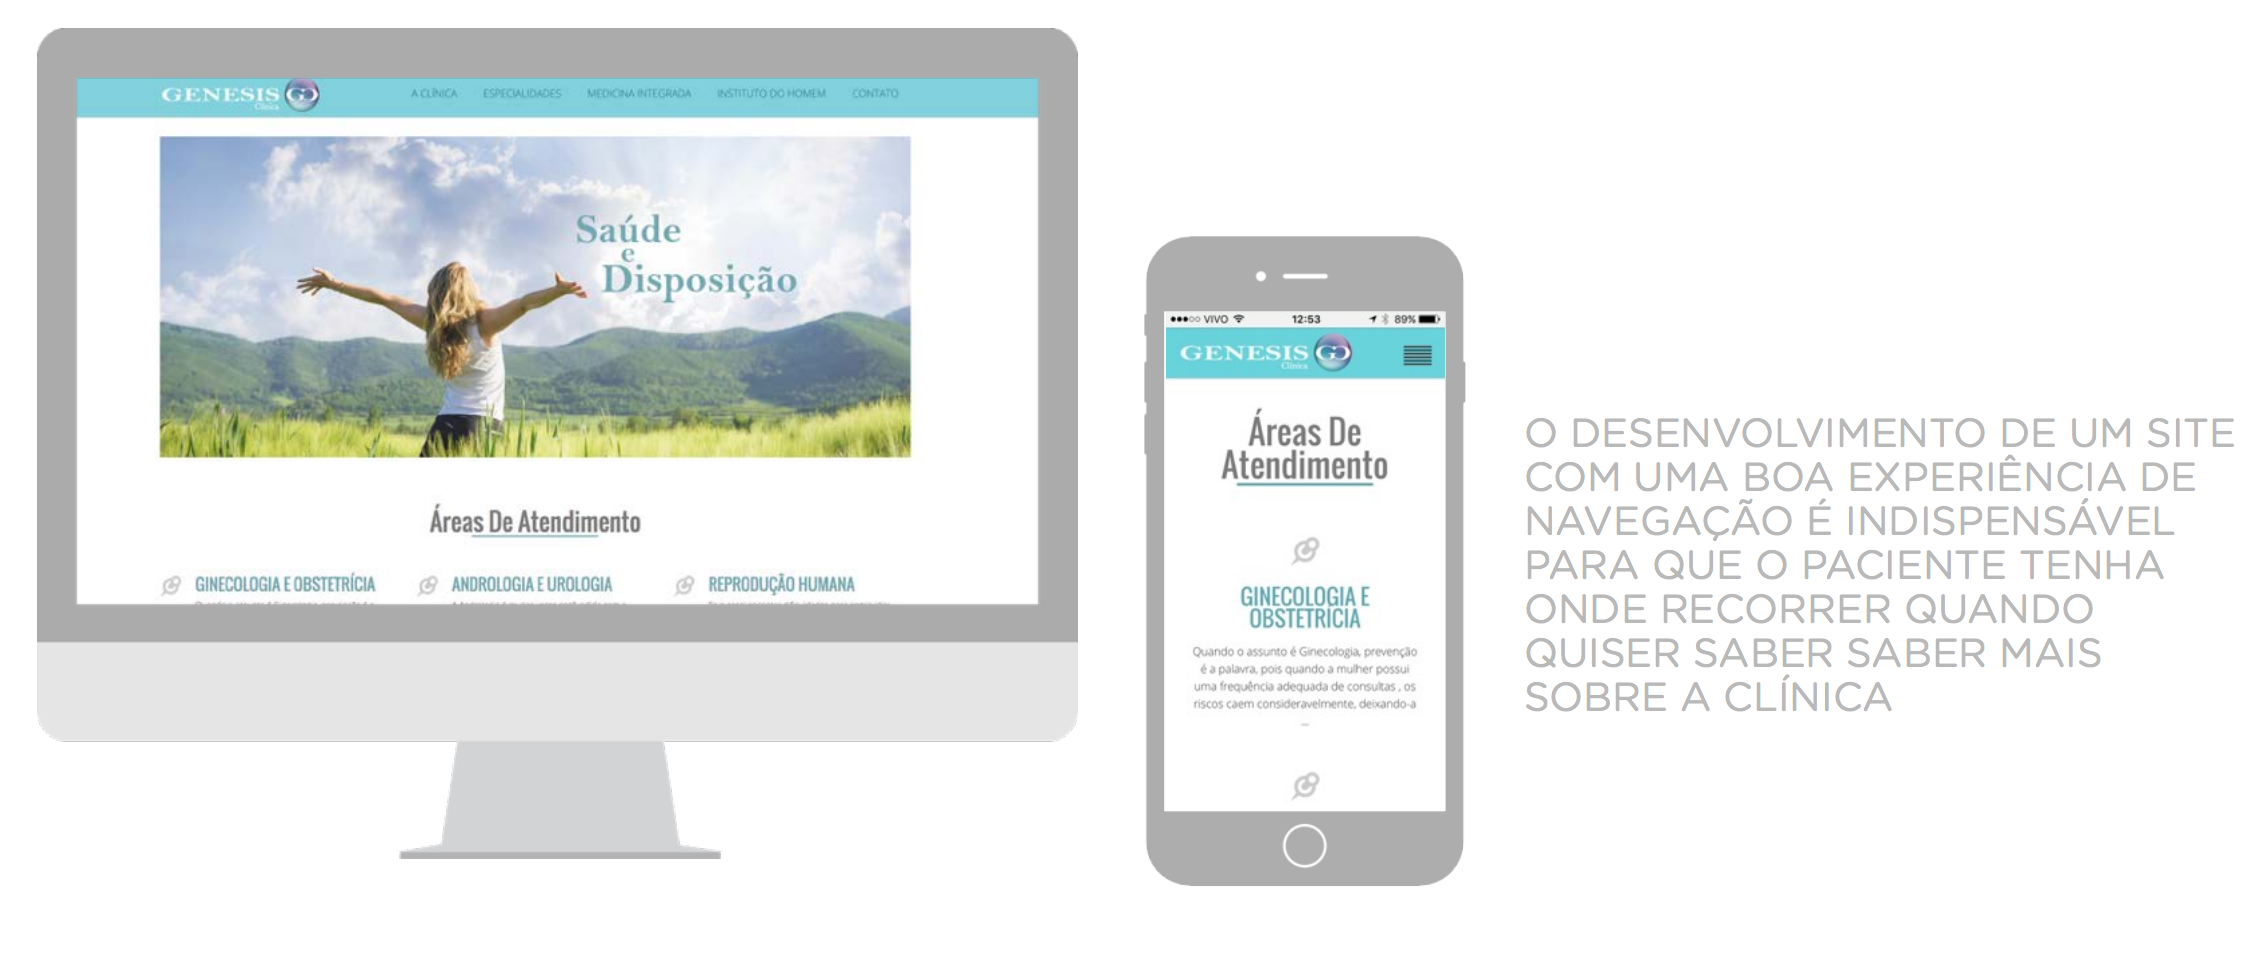 GENESIS
Clínica
A CLÍNICA ESPECIALIDADES MEDICINA INTEGRADA INSTITUTO DO HOMEM CONTATO
Saúde
e
Disposição
Áreas De Atendimento
GINECOLOGIA E OBSTETRÍCIA ANDROLOGIA E UROLOGIA REPRODUÇÃO HUMANA
VIVO 12:53 89%
GENESIS
Clínica
Áreas De
Atendimento
GINECOLOGIA E
OBSTETRÍCIA
Quando o assunto é Ginecologia, prevenção
é a palavra, pois quando a mulher possui
uma frequência adequada de consultas , os
riscos caem consideravelmente, deixando-a
...
O DESENVOLVIMENTO DE UM SITE
COM UMA BOA EXPERIÊNCIA DE
NAVEGAÇÃO É INDISPENSÁVEL
PARA QUE O PACIENTE TENHA
ONDE RECORRER QUANDO
QUISER SABER SABER MAIS
SOBRE A CLÍNICA